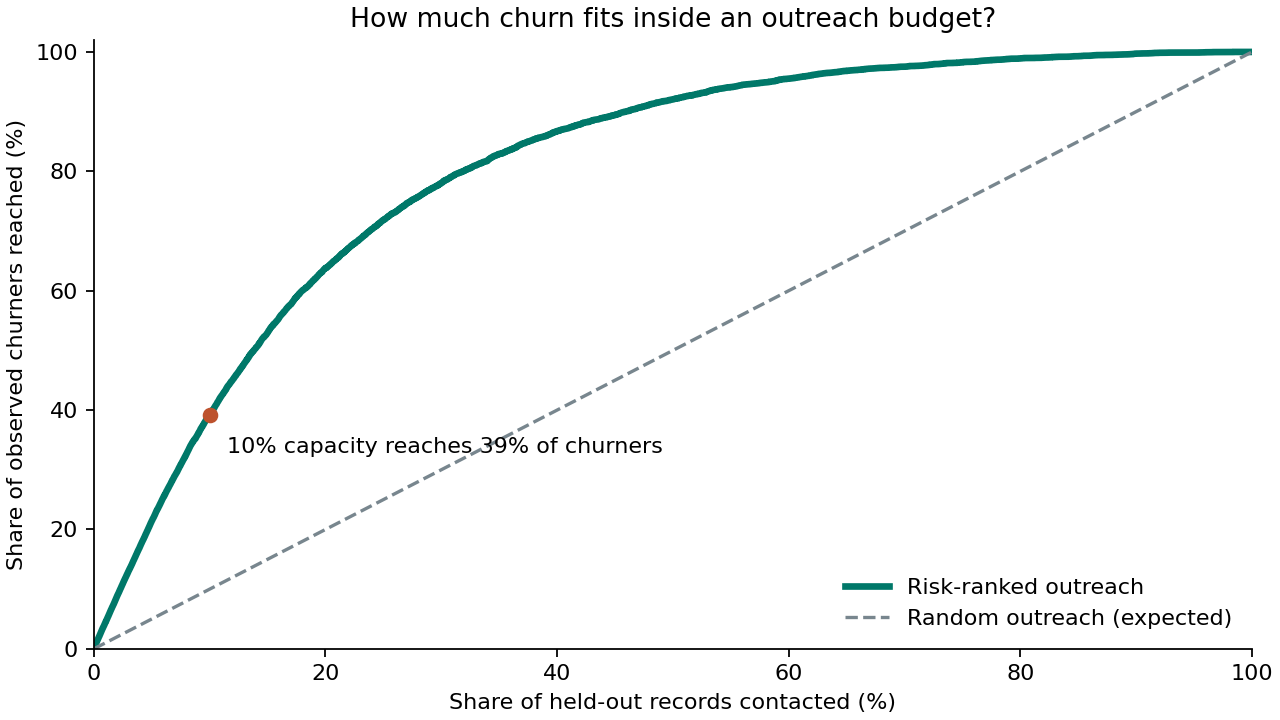 How much churn fits inside an outreach budget?
Share of observed churners reached (%)
100
80
60
40
20
0
10% capacity reaches 39% of churners
Risk-ranked outreach
Random outreach (expected)
0 20 40 60 80 100
Share of held-out records contacted (%)